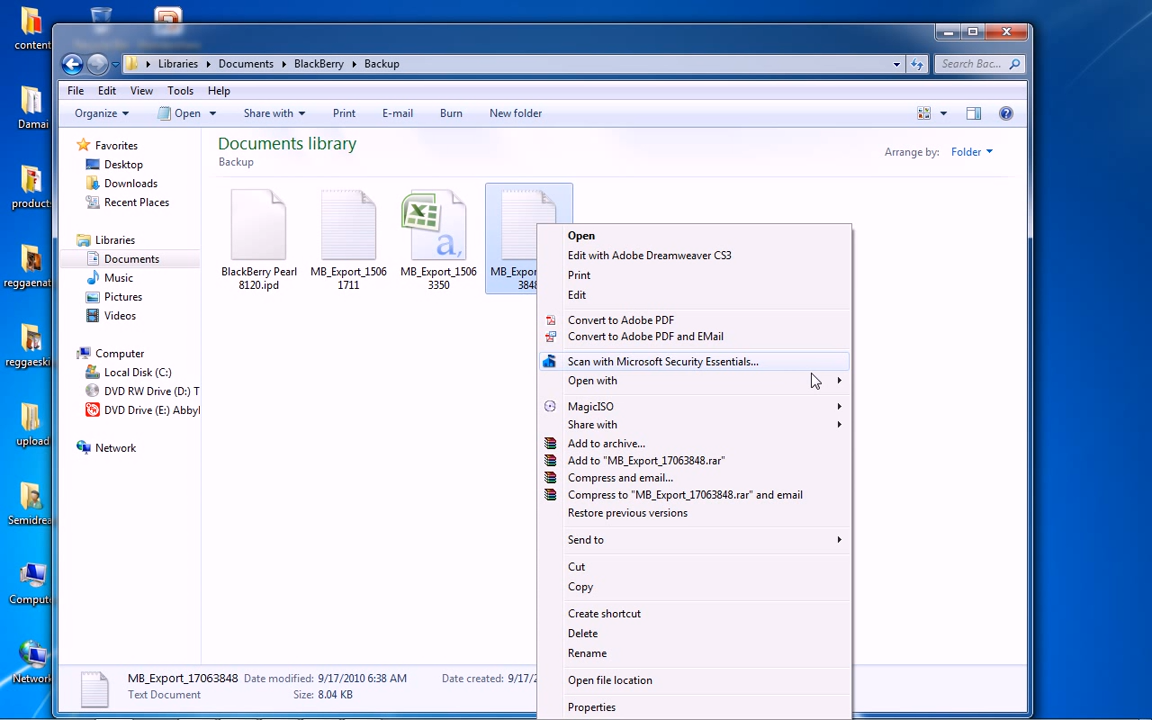 content
Damai
product
reggaenat
reggaeski
upload
Semidrea
Compute
Network
Libraries
Documents
BlackBerry
Backup
Search Bac...
File
Edit
View
Tools
Help
Organize
Open
Share with
Print
E-mail
Burn
New folder
Favorites
Desktop
Downloads
Recent Places
Libraries
Documents
Music
Pictures
Videos
Computer
Local Disk (C:)
DVD RW Drive (D:) T
DVD Drive (E:) Abbyl
Network
Documents library
Backup
Arrange by:
Folder
BlackBerry Pearl
8120.ipd
MB_Export_1506
1711
MB_Export_1506
3350
MB_Expor
3848
Open
Edit with Adobe Dreamweaver CS3
Print
Edit
Convert to Adobe PDF
Convert to Adobe PDF and EMail
Scan with Microsoft Security Essentials...
Open with
MagicISO
Share with
Add to archive...
Add to "MB_Export_17063848.rar"
Compress and email...
Compress to "MB_Export_17063848.rar" and email
Restore previous versions
Send to
Cut
Copy
Create shortcut
Delete
Rename
Open file location
Properties
MB_Export_17063848
Date modified: 9/17/2010 6:38 AM
Date created: 9/17/
Text Document
Size: 8.04 KB